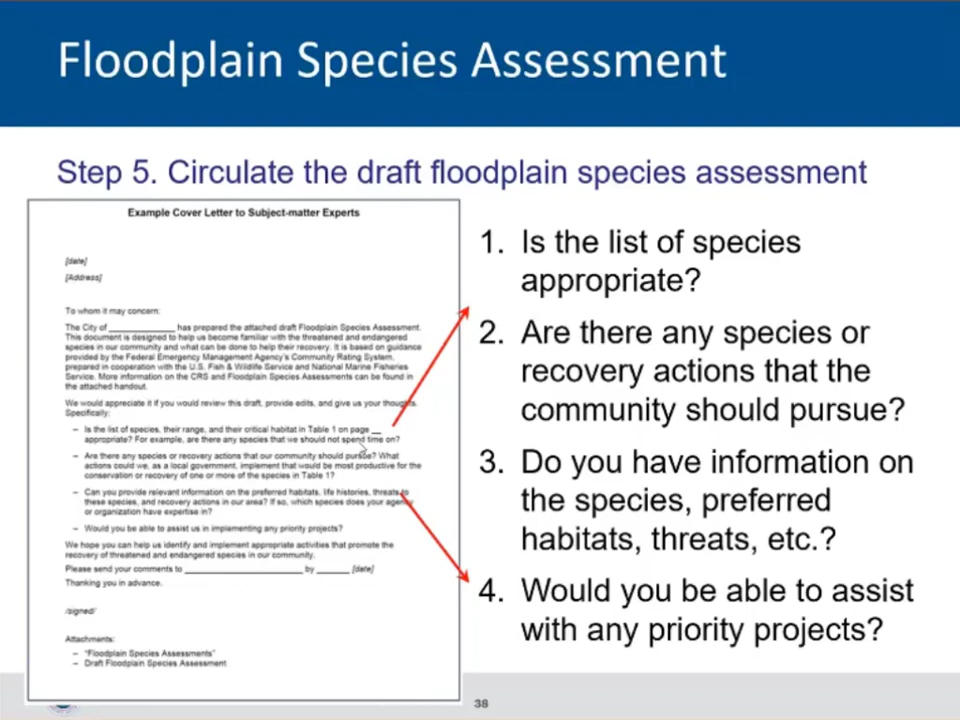 Floodplain Species Assessment
Step 5. Circulate the draft floodplain species assessment
Example Cover Letter to Subject-matter Experts
[date]
[Address]
To whom it may concern:
The City of ______________ has prepared the attached draft Floodplain Species Assessment.
This document is designed to help us become familiar with the threatened and endangered
species in our community and what can be done to help their recovery. It is based on guidance
provided by the Federal Emergency Management Agency's Community Rating System,
prepared in cooperation with the U.S. Fish & Wildlife Service and National Marine Fisheries
Service. More information on the CRS and Floodplain Species Assessments can be found in
the attached handout.
We would appreciate it if you would review this draft, provide edits, and give us your thoughts.
Specifically:
– Is the list of species, their range, and their critical habitat in Table 1 on page __
appropriate? For example, are there any species that we should not spend time on?
– Are there any species or recovery actions that our community should pursue? What
actions could we, as a local government, implement that would be most productive for the
conservation or recovery of one or more of the species in Table 1?
– Can you provide relevant information on the preferred habitats, life histories, threats to
these species, and recovery actions in our area? If so, which species does your agency
or organization have expertise in?
– Would you be able to assist us in implementing any priority projects?
We hope you can help us identify and implement appropriate activities that promote the
recovery of threatened and endangered species in our community.
Please send your comments to _________________________ by _______ [date]
Thanking you in advance.
/signed/
Attachments:
– "Floodplain Species Assessments"
– Draft Floodplain Species Assessment
1. Is the list of species
appropriate?
2. Are there any species or
recovery actions that the
community should pursue?
3. Do you have information on
the species, preferred
habitats, threats, etc.?
4. Would you be able to assist
with any priority projects?
38